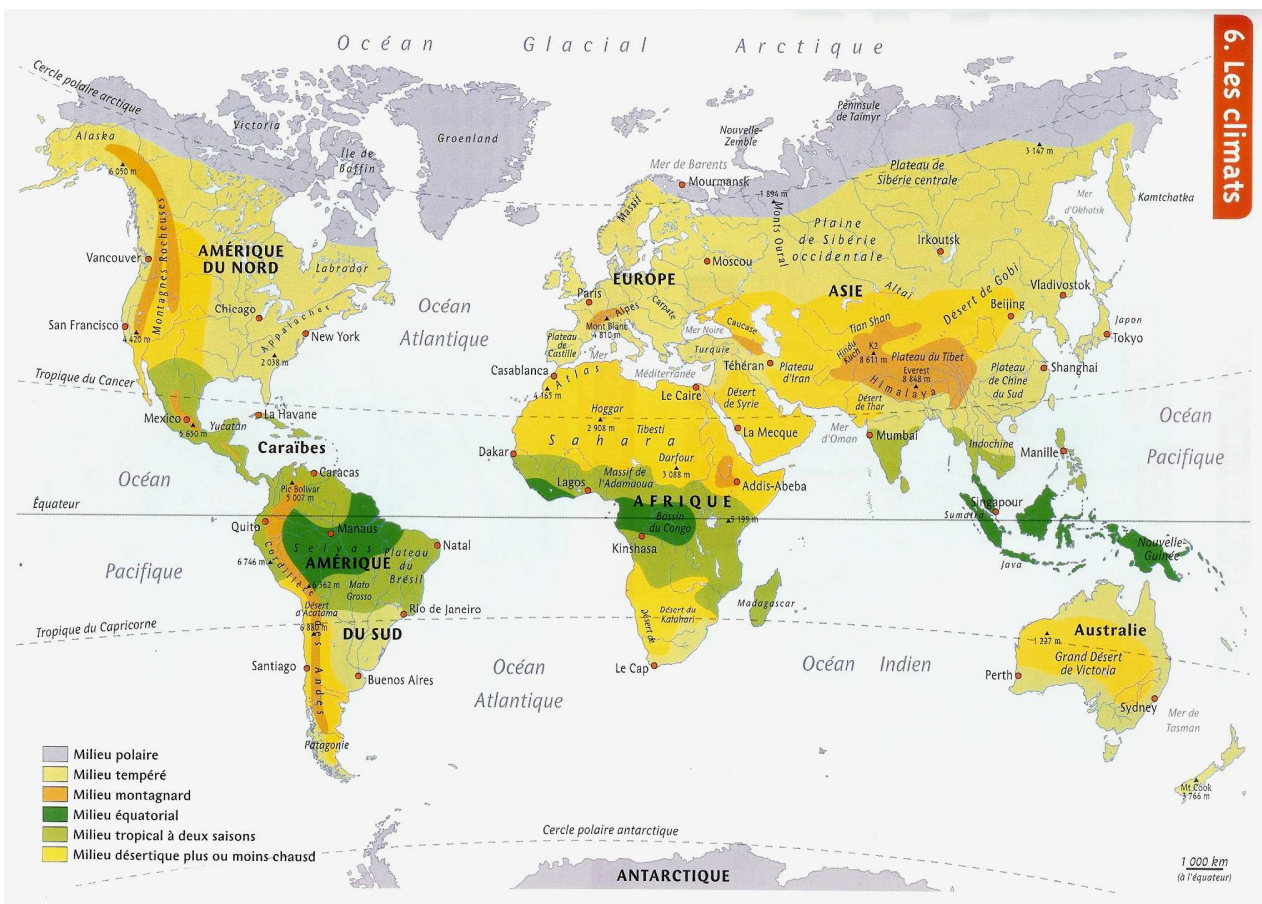 6. Les climats
Océan Glacial Arctique
Cercle polaire arctique
Alaska
6 050 m
Victoria
Île de
Baffin
Groenland
Nouvelle-
Zemble
Péninsule
de Taïmyr
Mer de Barents
Mourmansk
1 894 m
Monts Oural
Plateau de
Sibérie centrale
3 147 m
Mer
d'Okhotsk
Kamtchatka
Massif
Plaine
de Sibérie
occidentale
Irkoutsk
Moscou
Montagnes Rocheuses
AMÉRIQUE
DU NORD
Vancouver
Labrador
Chicago
Appalaches
New York
San Francisco
4 420 m
2 038 m
Océan
Atlantique
EUROPE
Paris
Alpes
Carpate
Mont Blanc
4 810 m
Plateau
de
Castille
Mer
Méditerranée
Mer Noire
Caucase
Turquie
ASIE
Altaï
Désert de Gobi
Vladivostok
Beijing
Japon
Tokyo
Tian Shan
Hindu
Kuch
K2
8 611 m
Plateau du Tibet
Everest
8 848 m
Himalaya
Plateau
de Chine
du Sud
Shanghai
Téhéran
Plateau
d'Iran
Casablanca
Atlas
4 165 m
Le Caire
Désert
de Syrie
Désert
de Thar
Tropique du Cancer
Mexico
5 650 m
Yucatán
La Havane
Caraïbes
Hoggar
2 908 m
Tibesti
Sahara
La Mecque
Mer
d'Oman
Mumbai
Indochine
Manille
Océan
Pacifique
Dakar
Darfour
3 088 m
Lagos
Massif de
l'Adamaoua
Addis-Abeba
AFRIQUE
Océan
Pacifique
Caracas
Pic Bolivar
5 007 m
Équateur
Quito
Manaus
Selvas
AMÉRIQUE
DU SUD
Plateau
du
Brésil
Natal
6 746 m
6 362 m
Mato
Grosso
Cordillère des Andes
Désert
d'Acatama
6 880 m
Rio de Janeiro
Bassin
du Congo
5 199 m
Kinshasa
Singapour
Sumatra
Java
Nouvelle-
Guinée
Madagascar
Désert du
Kalahari
Désert de
Tropique du Capricorne
Santiago
Buenos Aires
Océan
Atlantique
Le Cap
Océan Indien
Australie
1 227 m
Grand Désert
de Victoria
Perth
Sydney
Mer de
Tasman
Mt Cook
3 766 m
Patagonie
Milieu polaire
Milieu tempéré
Milieu montagnard
Milieu équatorial
Milieu tropical à deux saisons
Milieu désertique plus ou moins chausd
Cercle polaire antarctique
ANTARCTIQUE
1 000 km
(à l'équateur)